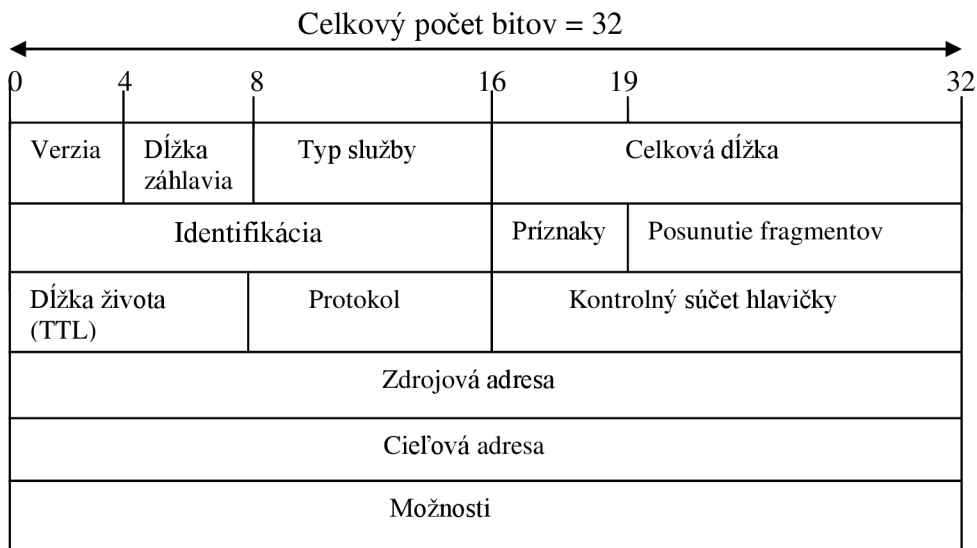 Celkový počet bitov = 32
0 4 8 16 19 32
Verzia Dĺžka Typ služby Celková dĺžka
záhlavia
Identifikácia Príznaky Posunutie fragmentov
Dĺžka života Protokol Kontrolný súčet hlavičky
(TTL)
Zdrojová adresa
Cieľová adresa
Možnosti